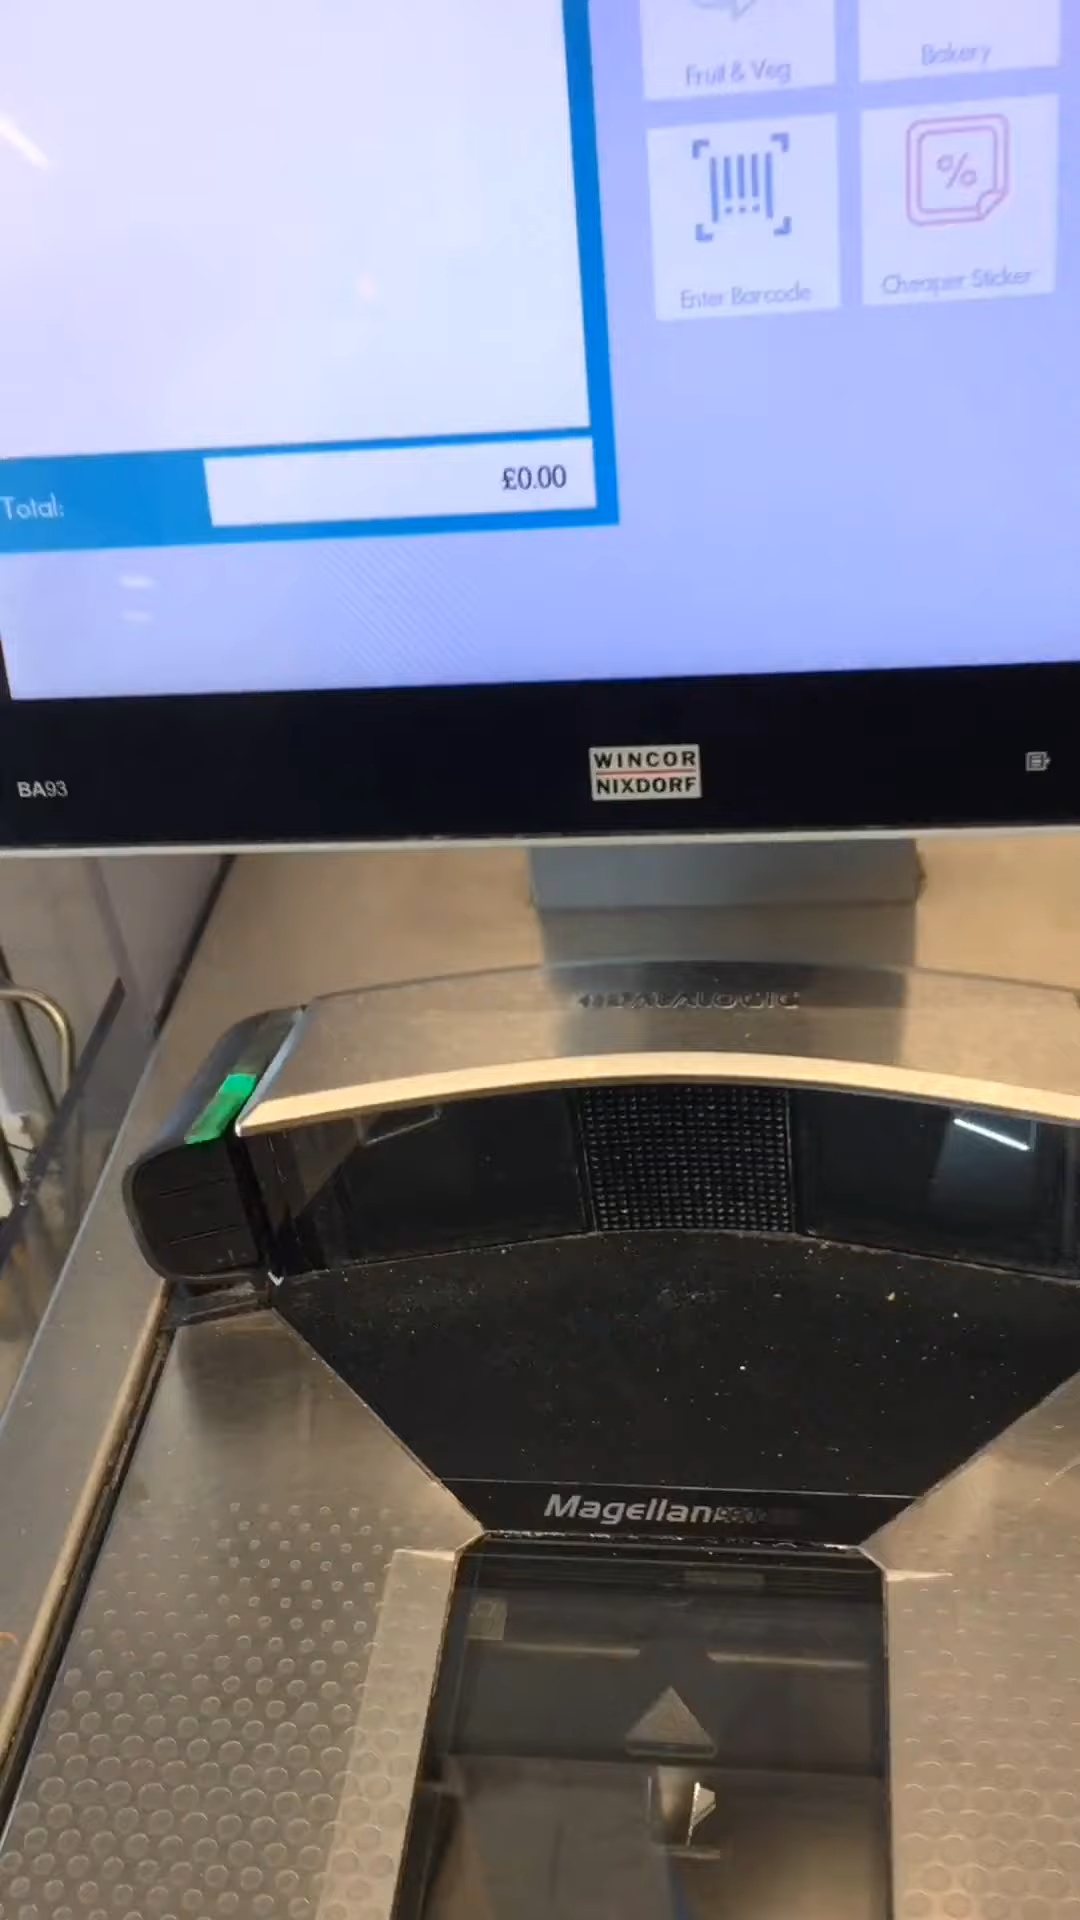 Fruit & Veg
Bakery
Enter Barcode
Cheaper Sticker
%
Total:
£0.00
BA93
WINCOR
NIXDORF
DATALOGIC
Magellan